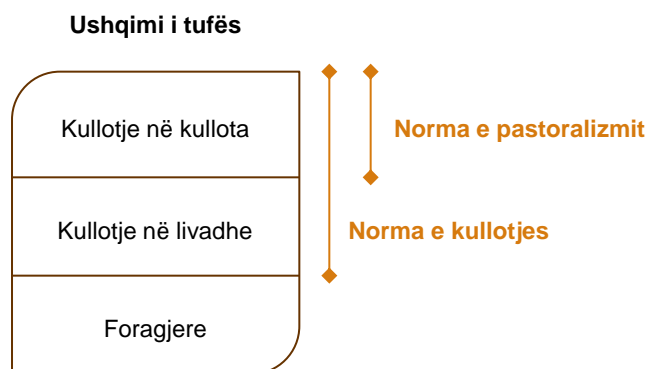 Ushqimi i tufës
Kullotje në kullota
Norma e pastoralizmit
Kullotje në livadhe
Norma e kullotjes
Foragjere